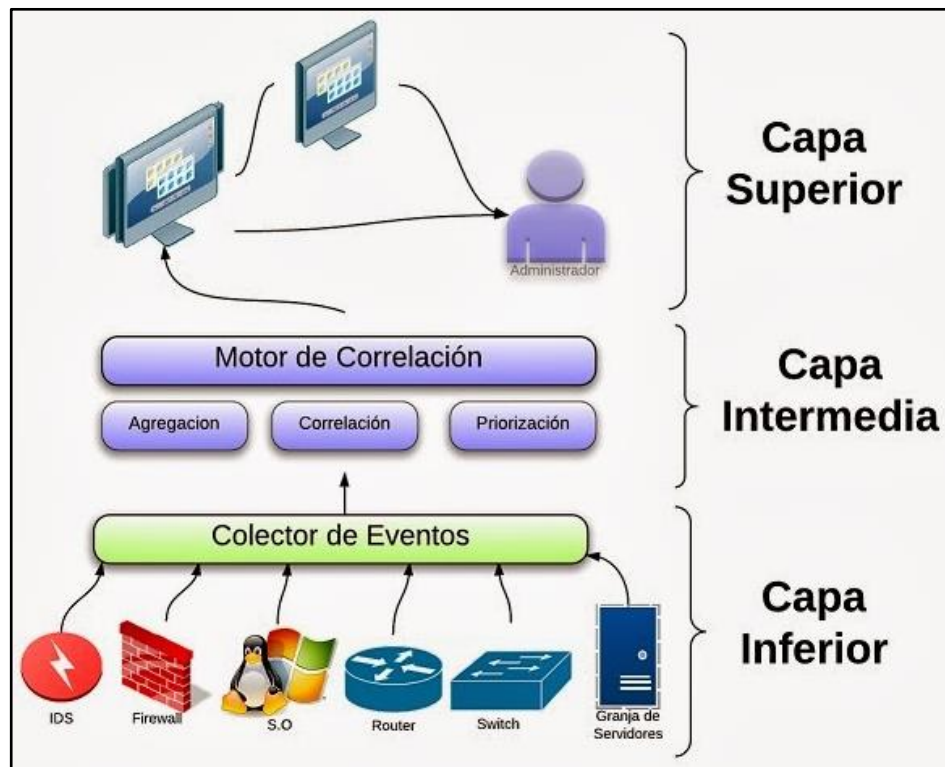 Capa
Superior
Administrador
Motor de Correlación
Agregacion
Correlación
Priorización
Capa
Intermedia
Colector de Eventos
Capa
Inferior
IDS
Firewall
S.O
Router
Switch
Granja de
Servidores